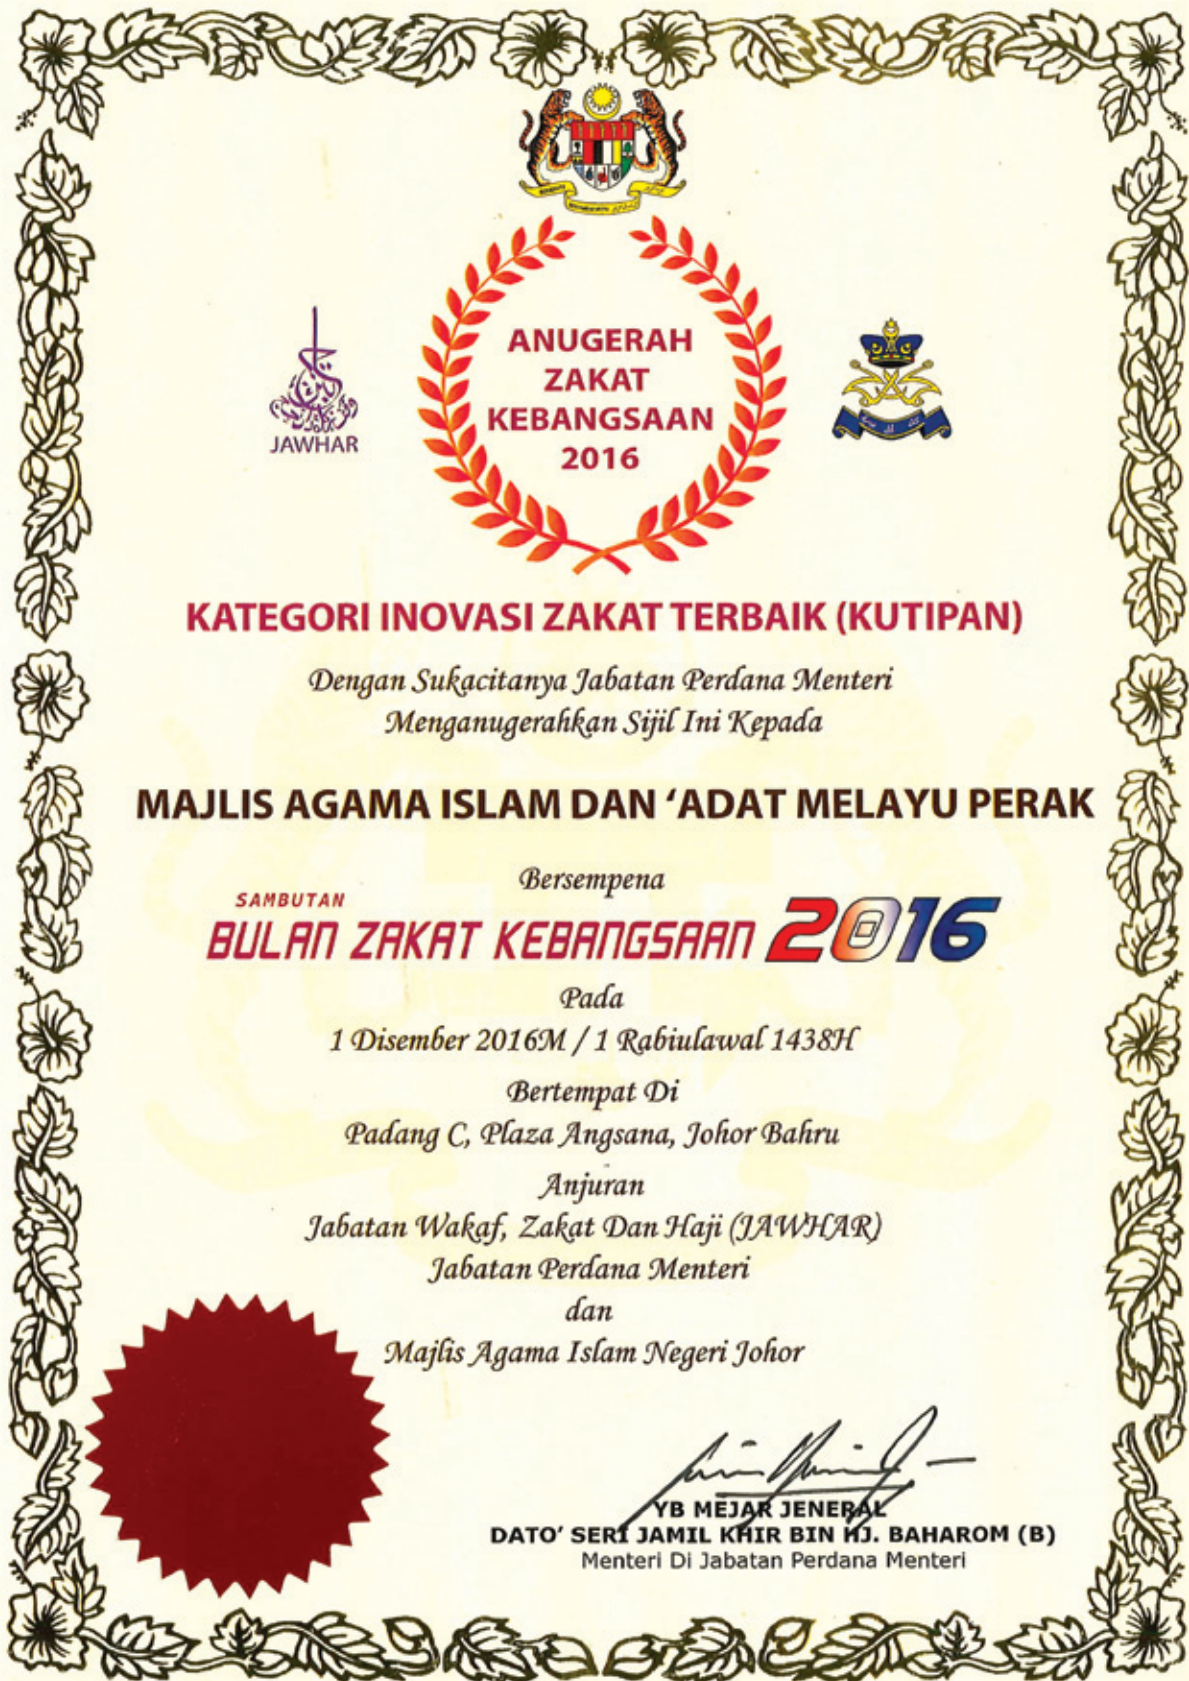 JAWHAR
ANUGERAH
ZAKAT
KEBANGSAAN
2016
KATEGORI INOVASI ZAKAT TERBAIK (KUTIPAN)
Dengan Sukacitanya Jabatan Perdana Menteri
Menganugerahkan Sijil Ini Kepada
MAJLIS AGAMA ISLAM DAN ‘ADAT MELAYU PERAK
Bersempena
SAMBUTAN
BULAN ZAKAT KEBANGSAAN 2016
Pada
1 Disember 2016M / 1 Rabiulawal 1438H
Bertempat Di
Padang C, Plaza Angsana, Johor Bahru
Anjuran
Jabatan Wakaf, Zakat Dan Haji (JAWHAR)
Jabatan Perdana Menteri
dan
Majlis Agama Islam Negeri Johor
YB MEJAR JENERAL
DATO’ SERI JAMIL KHIR BIN HJ. BAHAROM (B)
Menteri Di Jabatan Perdana Menteri